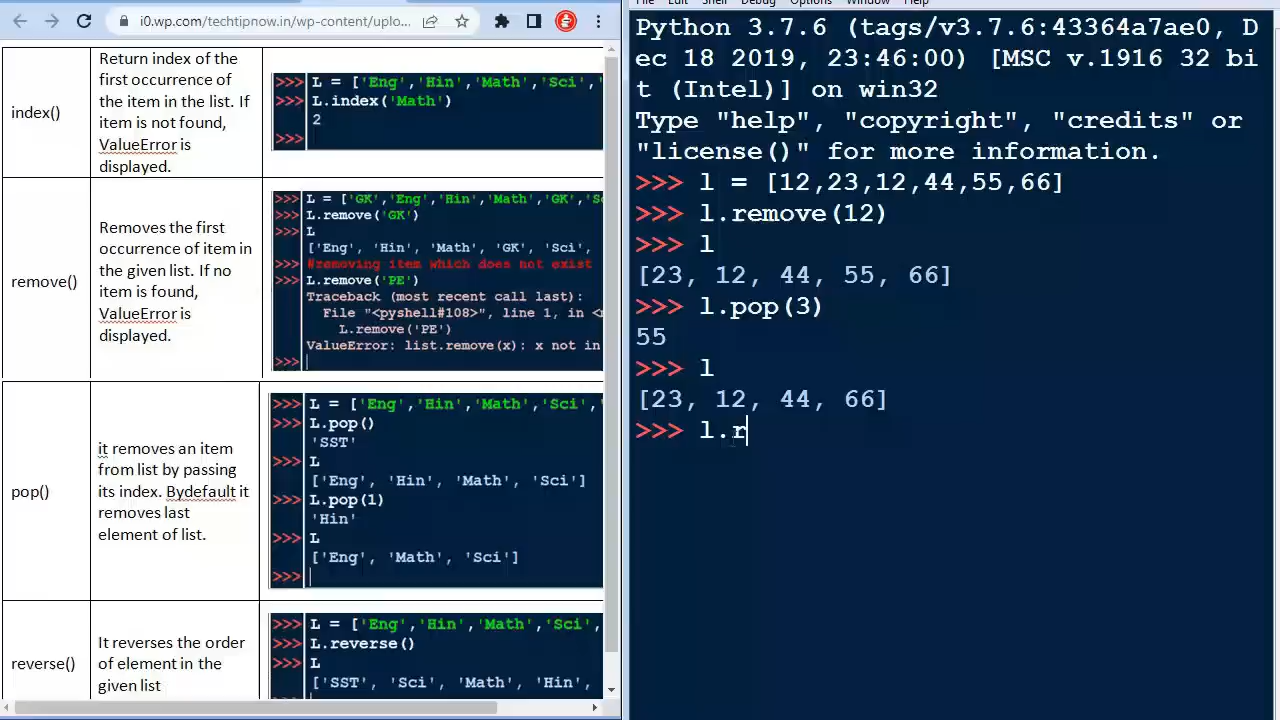 i0.wp.com/techtipnow.in/wp-content/uplo...
File Edit Shell Debug Options Window Help
index()
Return index of the
first occurrence of
the item in the list. If
item is not found,
ValueError is
displayed.
>>> L = ['Eng','Hin','Math','Sci','
>>> L.index('Math')
2
>>>
remove()
Removes the first
occurrence of item in
the given list. If no
item is found,
ValueError is
displayed.
>>> L = ['GK','Eng','Hin','Math','GK','Sc
>>> L.remove('GK')
>>> L
['Eng', 'Hin', 'Math', 'GK', 'Sci',
>>> #removing item which does not exist
>>> L.remove('PE')
Traceback (most recent call last):
File "<pyshell#108>", line 1, in <m
L.remove('PE')
ValueError: list.remove(x): x not in
>>>
pop()
it removes an item
from list by passing
its index. Bydefault it
removes last
element of list.
>>> L = ['Eng','Hin','Math','Sci','
>>> L.pop()
'SST'
>>> L
['Eng', 'Hin', 'Math', 'Sci']
>>> L.pop(1)
'Hin'
>>> L
['Eng', 'Math', 'Sci']
>>>
reverse()
It reverses the order
of element in the
given list
>>> L = ['Eng','Hin','Math','Sci',
>>> L.reverse()
>>> L
['SST', 'Sci', 'Math', 'Hin',
Python 3.7.6 (tags/v3.7.6:43364a7ae0, D
ec 18 2019, 23:46:00) [MSC v.1916 32 bi
t (Intel)] on win32
Type "help", "copyright", "credits" or
"license()" for more information.
>>> l = [12,23,12,44,55,66]
>>> l.remove(12)
>>> l
[23, 12, 44, 55, 66]
>>> l.pop(3)
55
>>> l
[23, 12, 44, 66]
>>> l.r